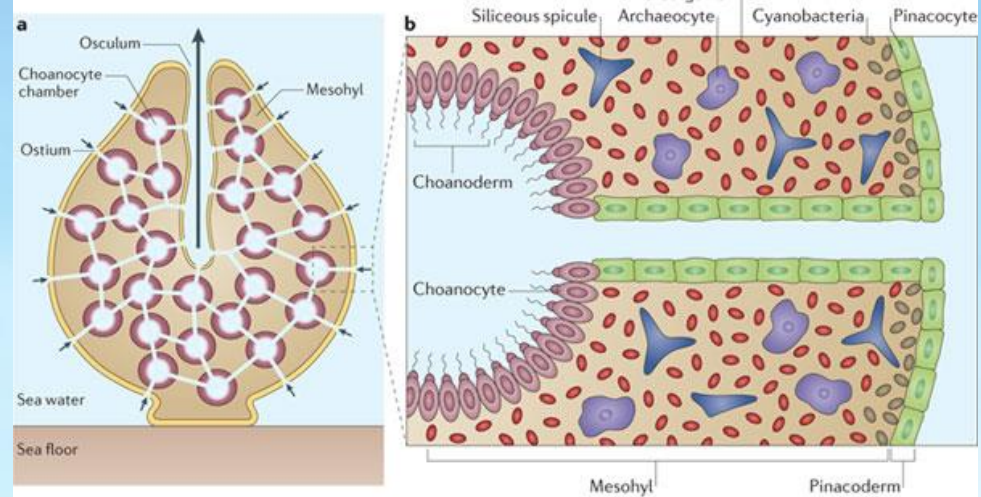 a
Osculum
Choanocyte
chamber
Mesohyl
Ostium
Sea water
Sea floor
b
Siliceous spicule
Archaeocyte
Cyanobacteria
Pinacocyte
Choanoderm
Choanocyte
Mesohyl
Pinacoderm